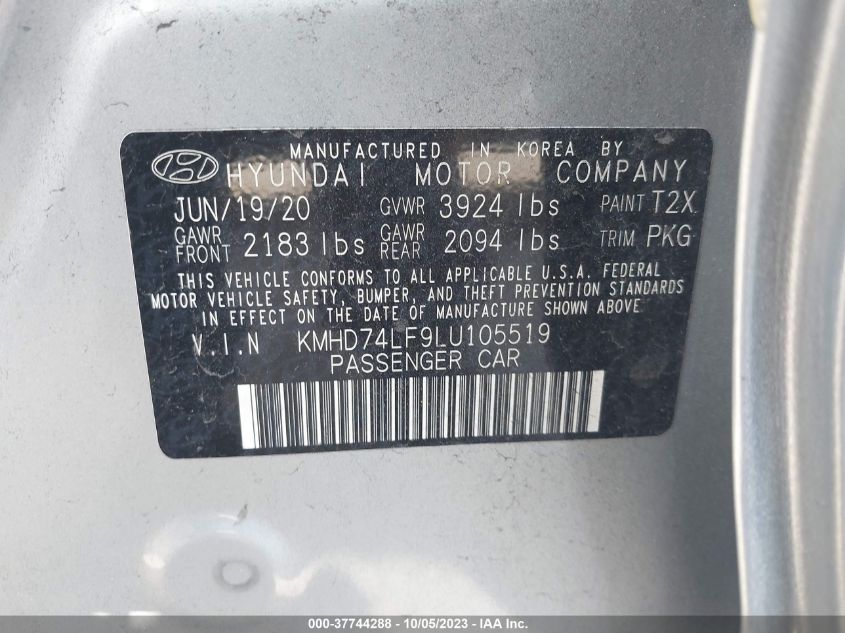 MANUFACTURED IN KOREA BY
HYUNDAI MOTOR COMPANY
JUN/19/20 GVWR 3924 lbs PAINT T2X
GAWR FRONT 2183 lbs GAWR REAR 2094 lbs TRIM PKG
THIS VEHICLE CONFORMS TO ALL APPLICABLE U.S.A. FEDERAL
MOTOR VEHICLE SAFETY, BUMPER, AND THEFT PREVENTION STANDARDS
IN EFFECT ON THE DATE OF MANUFACTURE SHOWN ABOVE.
V.I.N KMHD74LF9LU105519
PASSENGER CAR
000-37744288 - 10/05/2023 - IAA Inc.